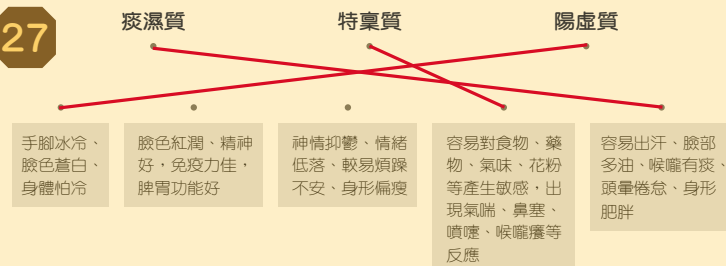 27
痰濕質
特稟質
陽虛質
手腳冰冷、
臉色蒼白、
身體怕冷
臉色紅潤、精神
好，免疫力佳，
脾胃功能好
神情抑鬱、情緒
低落、較易煩躁
不安、身形偏瘦
容易對食物、藥
物、氣味、花粉
等產生敏感，出
現氣喘、鼻塞、
噴嚏、喉嚨癢等
反應
容易出汗、臉部
多油、喉嚨有痰、
頭暈倦怠、身形
肥胖